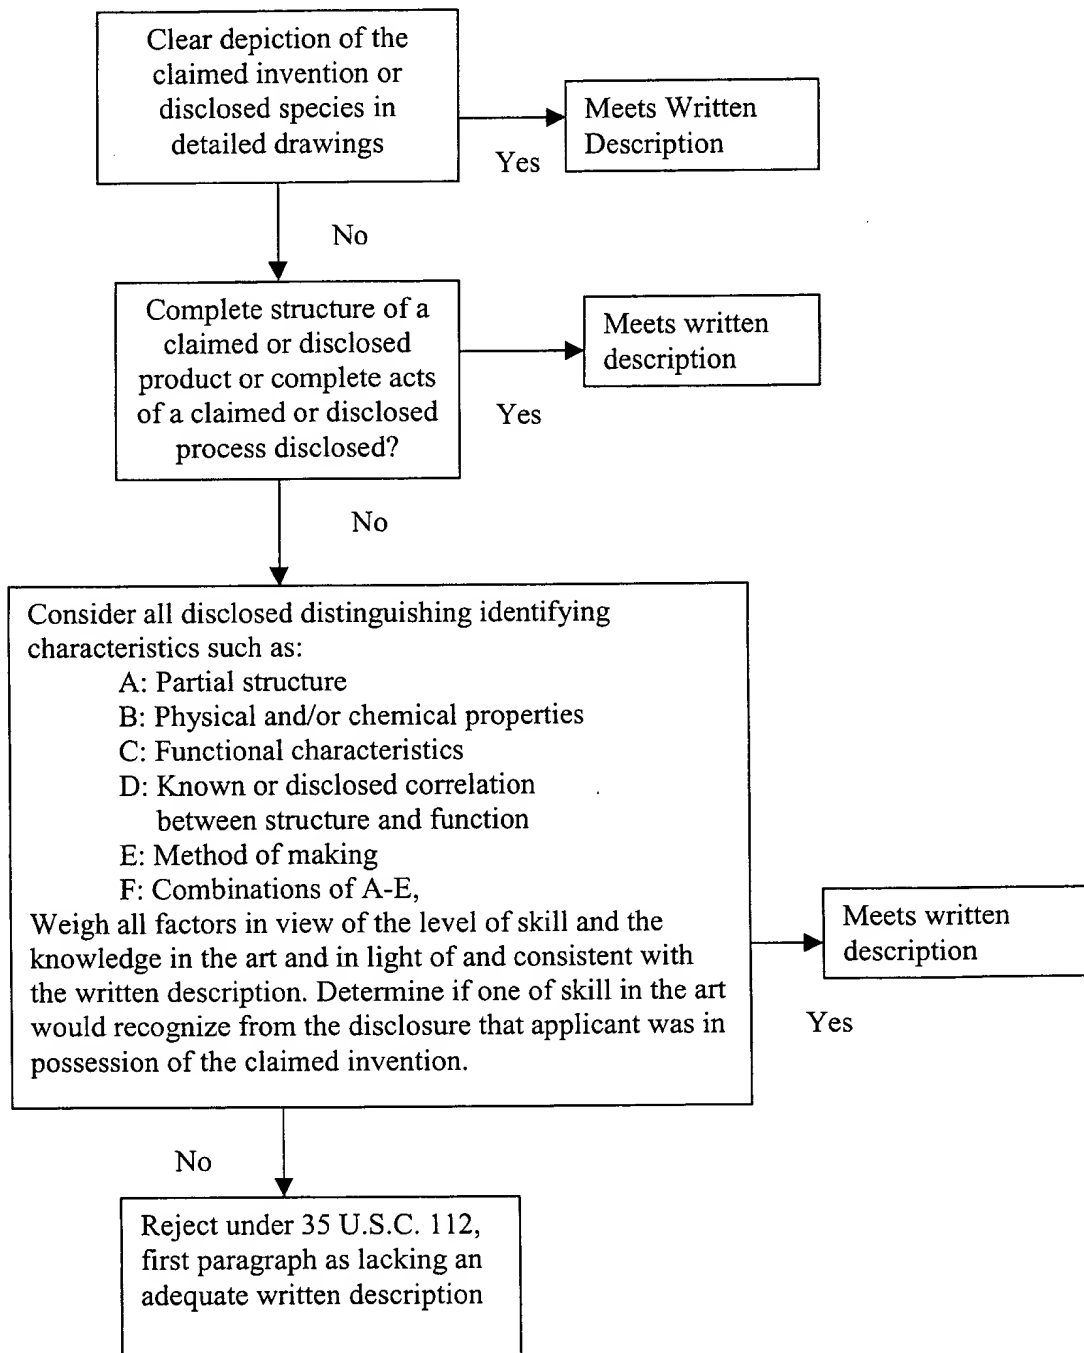 Clear depiction of the
claimed invention or
disclosed species in
detailed drawings
Meets Written
Description
Yes
No
Complete structure of a
claimed or disclosed
product or complete acts
of a claimed or disclosed
process disclosed?
Meets written
description
Yes
No
Consider all disclosed distinguishing identifying
characteristics such as:
A: Partial structure
B: Physical and/or chemical properties
C: Functional characteristics
D: Known or disclosed correlation
between structure and function
E: Method of making
F: Combinations of A-E,
Weigh all factors in view of the level of skill and the
knowledge in the art and in light of and consistent with
the written description. Determine if one of skill in the art
would recognize from the disclosure that applicant was in
possession of the claimed invention.
Meets written
description
Yes
No
Reject under 35 U.S.C. 112,
first paragraph as lacking an
adequate written description